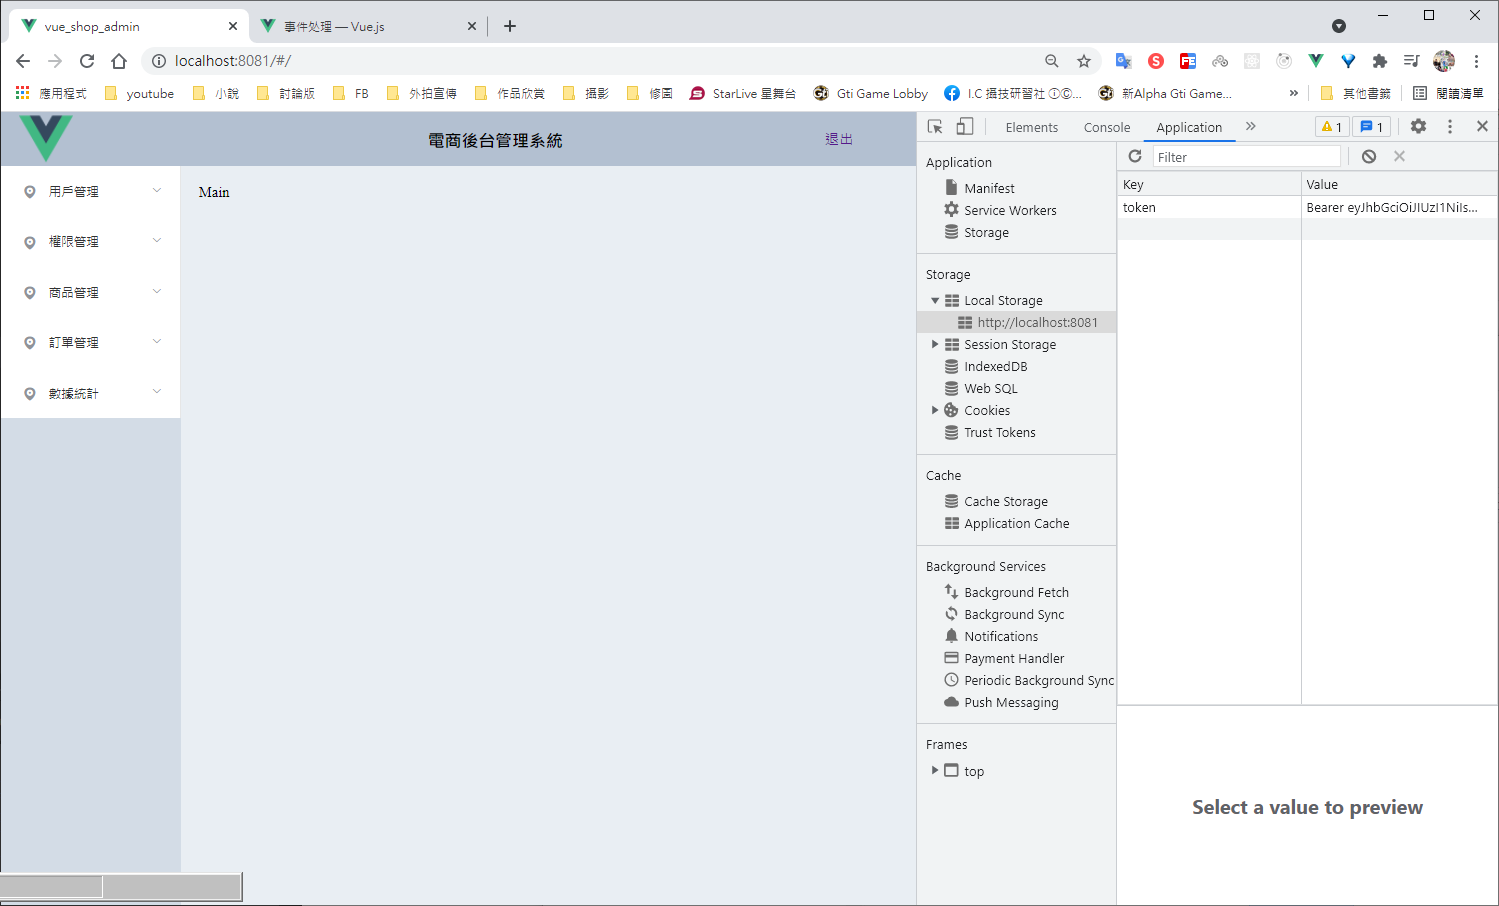 vue_shop_admin
事件处理 — Vue.js
localhost:8081/#/
應用程式
youtube
小說
討論版
FB
外拍宣傳
作品欣賞
攝影
修圖
StarLive 星舞台
Gti Game Lobby
I.C 攝技研習社 ⓘⒸ...
新Alpha Gti Game...
»
其他書籤
閱讀清單
電商後台管理系統
退出
用戶管理
權限管理
商品管理
訂單管理
數據統計
Main
Elements
Console
Application
»
1
1
Application
Manifest
Service Workers
Storage
Storage
Local Storage
http://localhost:8081
Session Storage
IndexedDB
Web SQL
Cookies
Trust Tokens
Cache
Cache Storage
Application Cache
Background Services
Background Fetch
Background Sync
Notifications
Payment Handler
Periodic Background Sync
Push Messaging
Frames
top
Filter
Key Value
token Bearer eyJhbGciOiJIUzI1NiIs...
Select a value to preview